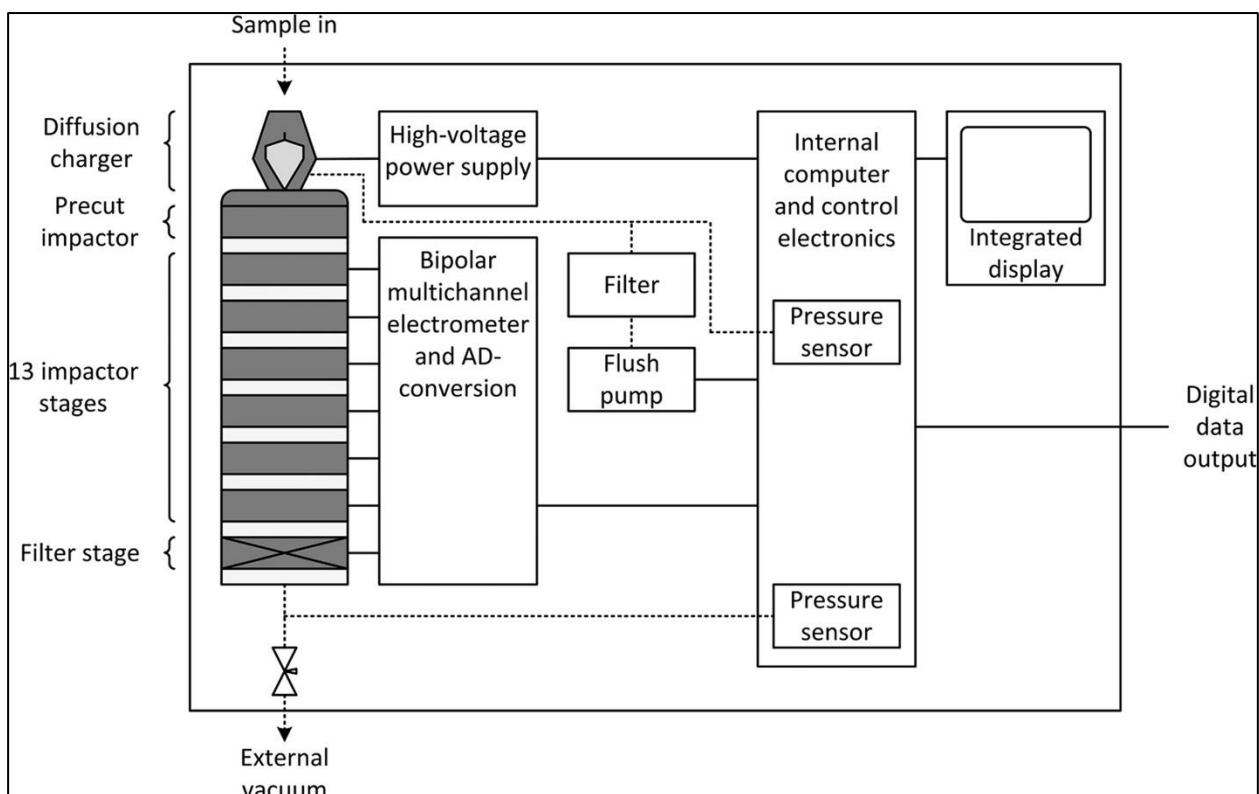 Sample in
Diffusion
charger
Precut
impactor
13 impactor
stages
Filter stage
High-voltage
power supply
Bipolar
multichannel
electrometer
and AD-
conversion
Filter
Flush
pump
Internal
computer
and control
electronics
Pressure
sensor
Pressure
sensor
Integrated
display
Digital
data
output
External
vacuum